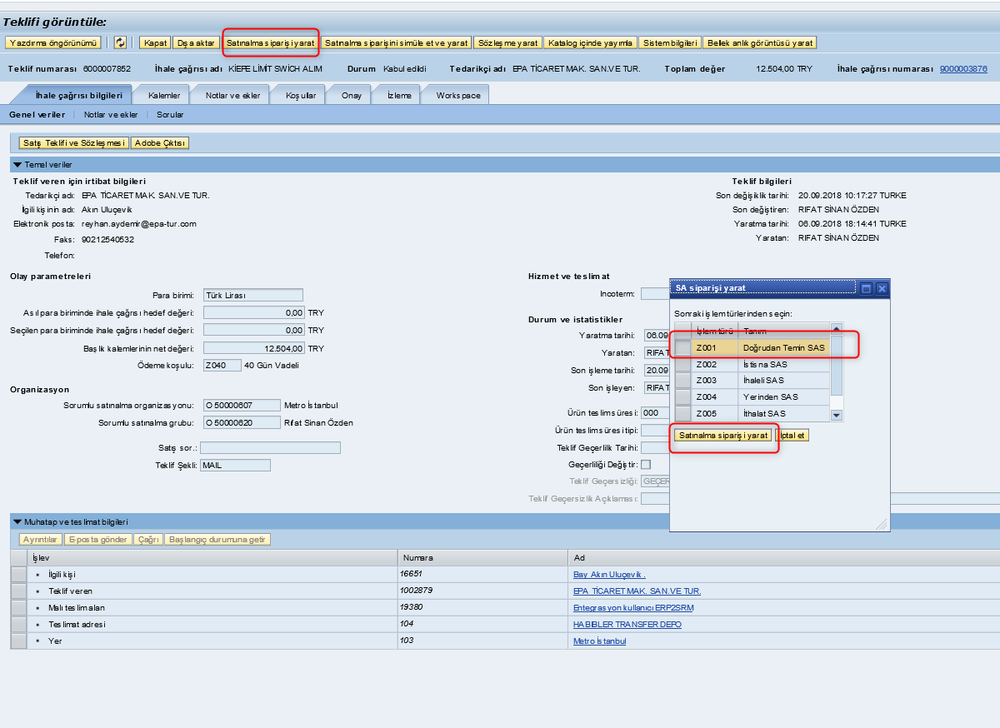 Teklifi görüntüle:
Yazdırma öngörünümü Kapat Dışa aktar Satınalma siparişi yarat Satınalma siparişini simüle et ve yarat Sözleşme yarat Katalog içinde yayımla Sistem bilgileri Bellek anlık görüntüsü yarat
Teklif numarası 6000007852 İhale çağrısı adı KİEPE LİMİT SWİCH ALIM Durum Kabul edildi Tedarikçi adı EPA TİCARET MAK. SAN.VE TUR. Toplam değer 12.504,00 TRY İhale çağrısı numarası 9000003876
İhale çağrısı bilgileri Kalemler Notlar ve ekler Koşullar Onay İzleme Workspace
Genel veriler Notlar ve ekler Sorular
Satış Teklifi ve Sözleşmesi Adobe Çıktısı
Temel veriler
Teklif veren için irtibat bilgileri Teklif bilgileri
Tedarikçi adı: EPA TİCARET MAK. SAN.VE TUR. Son değişiklik tarihi: 20.09.2018 10:17:27 TURKE
İlgili kişinin adı: Akın Uluçevik Son değiştiren: RIFAT SİNAN ÖZDEN
Elektronik posta: reyhan.aydemir@epa-tur.com Yaratma tarihi: 06.09.2018 18:14:41 TURKE
Faks: 90212540532 Yaratan: RIFAT SİNAN ÖZDEN
Telefon:
Olay parametreleri Hizmet ve teslimat
Para birimi: Türk Lirası Incoterm:
Asıl para biriminde ihale çağrısı hedef değeri: 0,00 TRY Durum ve istatistikler
Seçilen para biriminde ihale çağrısı hedef değeri: 0,00 TRY Yaratma tarihi: 06.09
Başlık kalemlerinin net değeri: 12.504,00 TRY Yaratan: RIFAT
Ödeme koşulu: Z040 40 Gün Vadeli Son işleme tarihi: 20.09
Organizasyon Son işleyen: RIFAT
Sorumlu satınalma organizasyonu: O 50000607 Metro İstanbul Ürün teslim süresi: 000
Sorumlu satınalma grubu: O 50000620 Rıfat Sinan Özden Ürün teslim süresi tipi:
Satış sor.: Teklif Geçerlilk Tarihi:
Teklif Şekli: MAIL Geçerliliği Değiştir:
Teklif Geçersizliği: GEÇER
Teklif Geçersizlik Açıklaması:
SA siparişi yarat
Sonraki işlem türlerinden seçin:
İşlem türü Tanım
Z001 Doğrudan Temin SAS
Z002 İstisna SAS
Z003 İhaleli SAS
Z004 Yerinden SAS
Z005 İthalat SAS
Satınalma siparişi yarat İptal et
Muhatap ve teslimat bilgileri
Ayrıntılar E-posta gönder Çağrı Başlangıç durumuna getir
İşlev Numara Ad
İlgili kişi 16651 Bay Akın Uluçevik .
Teklif veren 1002879 EPA TİCARET MAK. SAN.VE TUR.
Malı teslim alan 19380 Entegrasyon kullanıcı ERP2SRM
Teslimat adresi 104 HABIBLER TRANSFER DEPO
Yer 103 Metro İstanbul